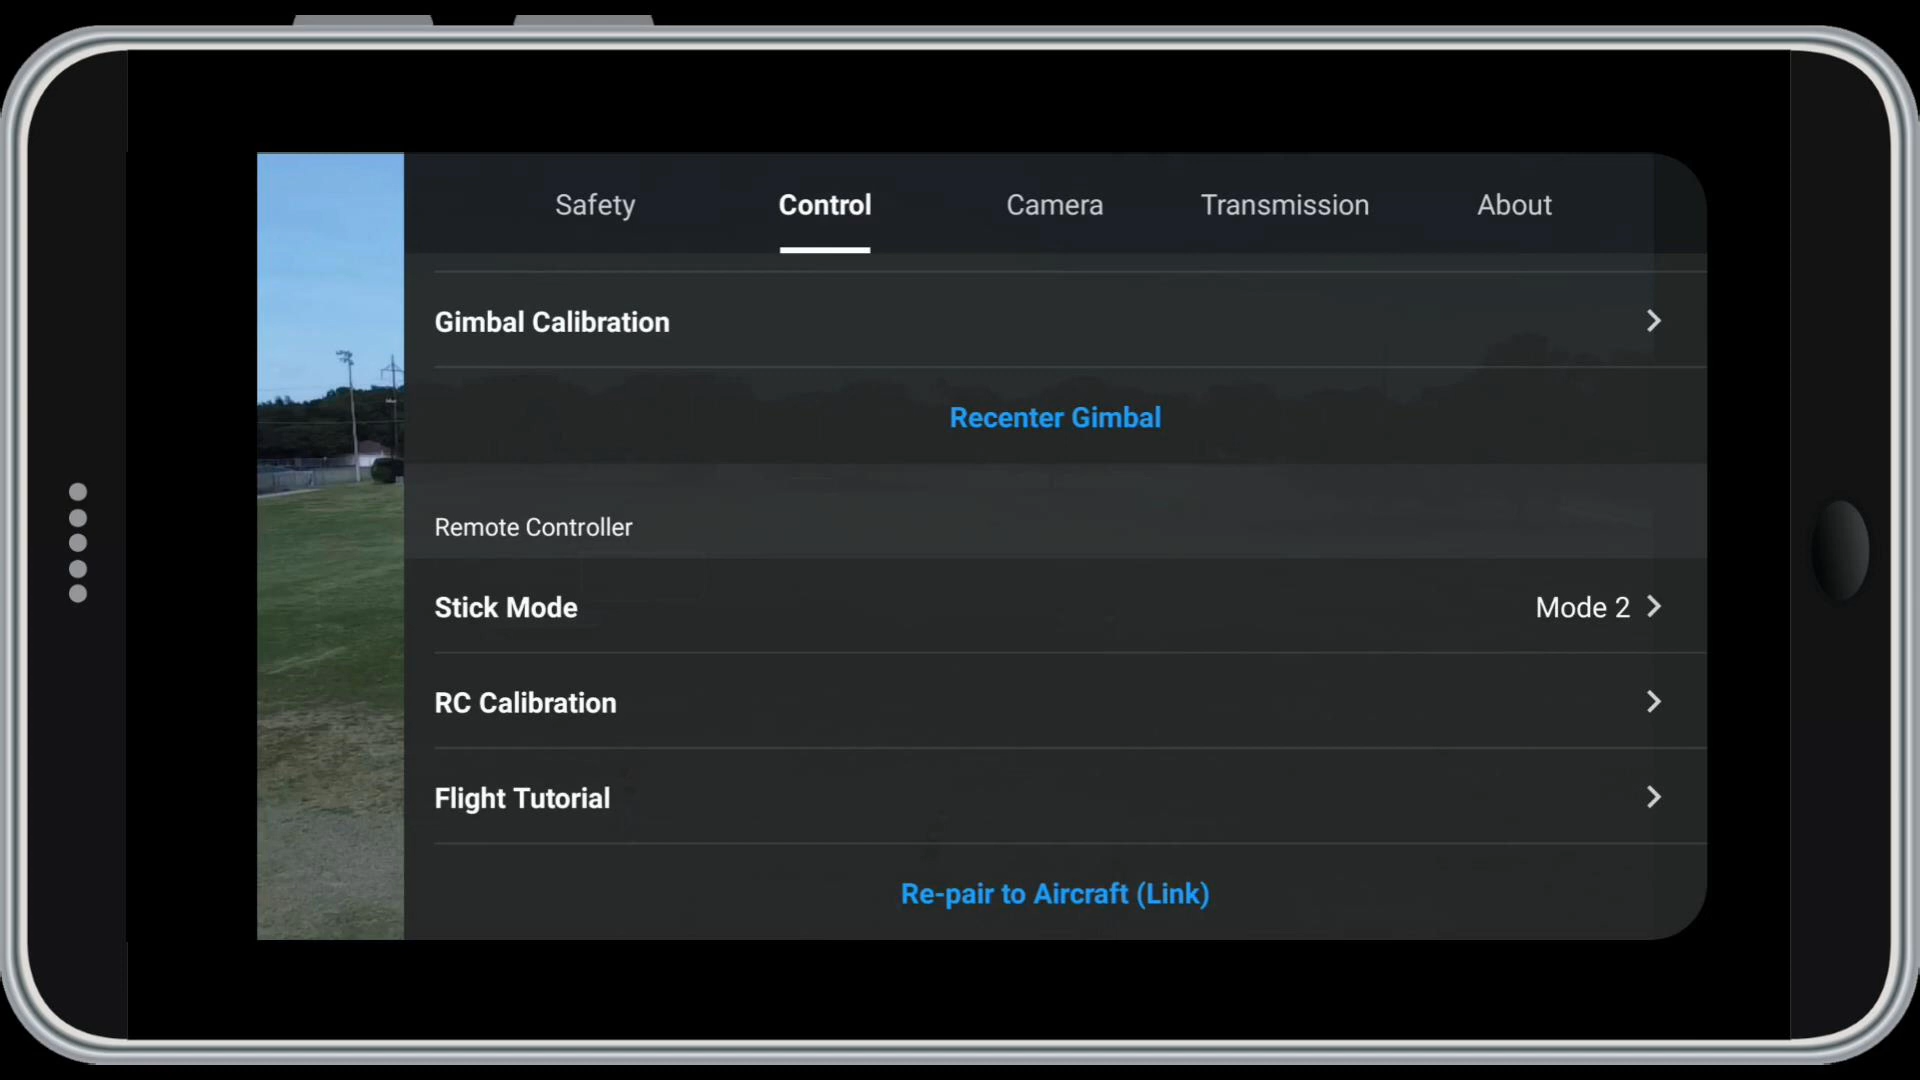 Safety Control Camera Transmission About
Gimbal Calibration
Recenter Gimbal
Remote Controller
Stick Mode Mode 2
RC Calibration
Flight Tutorial
Re-pair to Aircraft (Link)